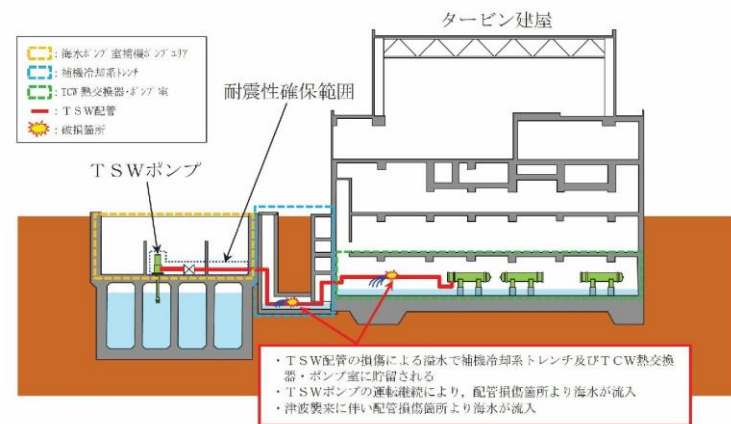 タービン建屋
:海水ポンプ室補機ポンプエリア
:補機冷却系トレンチ
:TCW熱交換器・ポンプ室
:TSW配管
:破損箇所
耐震性確保範囲
TSWポンプ
・TSW配管の損傷による溢水で補機冷却系トレンチ及びTCW熱交換
器・ポンプ室に貯留される
・TSWポンプの運転継続により，配管損傷箇所より海水が流入
・津波襲来に伴い配管損傷箇所より海水が流入